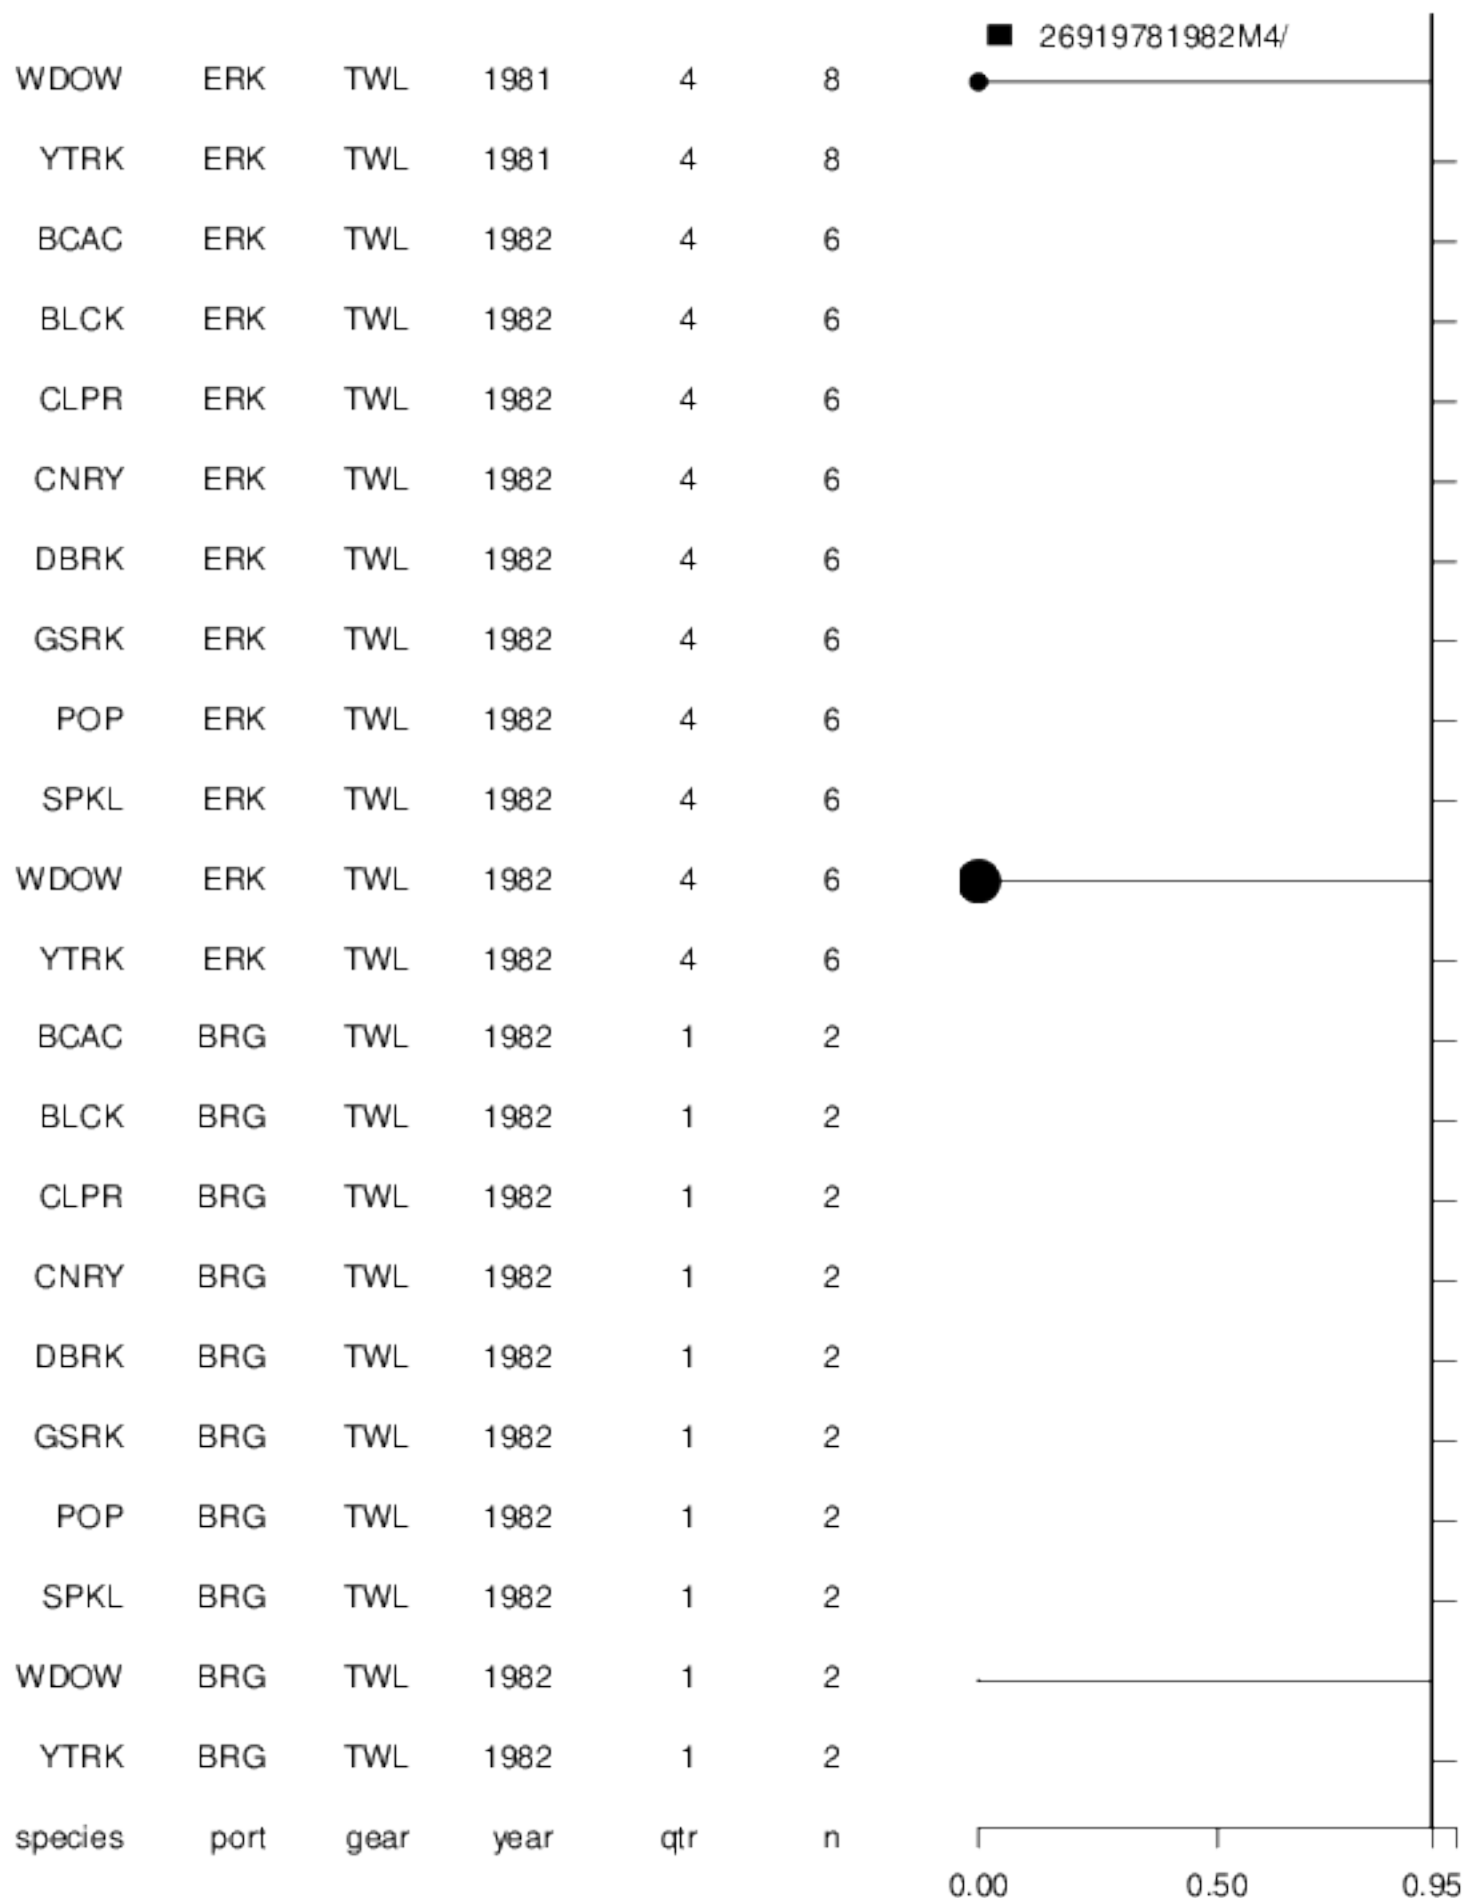 26919781982M4/
WDOW ERK TWL 1981 4 8
YTRK ERK TWL 1981 4 8
BCAC ERK TWL 1982 4 6
BLCK ERK TWL 1982 4 6
CLPR ERK TWL 1982 4 6
CNRY ERK TWL 1982 4 6
DBRK ERK TWL 1982 4 6
GSRK ERK TWL 1982 4 6
POP ERK TWL 1982 4 6
SPKL ERK TWL 1982 4 6
WDOW ERK TWL 1982 4 6
YTRK ERK TWL 1982 4 6
BCAC BRG TWL 1982 1 2
BLCK BRG TWL 1982 1 2
CLPR BRG TWL 1982 1 2
CNRY BRG TWL 1982 1 2
DBRK BRG TWL 1982 1 2
GSRK BRG TWL 1982 1 2
POP BRG TWL 1982 1 2
SPKL BRG TWL 1982 1 2
WDOW BRG TWL 1982 1 2
YTRK BRG TWL 1982 1 2
species port gear year qtr n
0.00 0.50 0.95